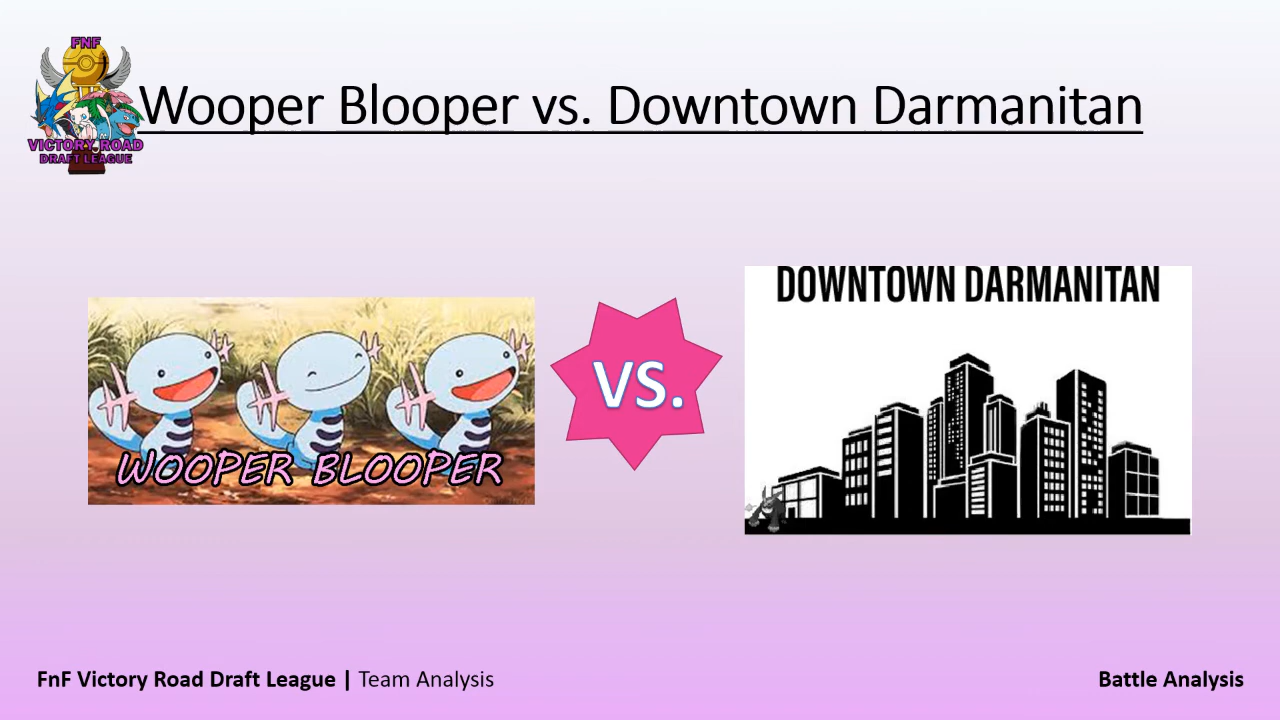 FNF
VICTORY ROAD
DRAFT LEAGUE
Wooper Blooper vs. Downtown Darmanitan
WOOPER BLOOPER
VS.
DOWNTOWN DARMANITAN
FnF Victory Road Draft League | Team Analysis
Battle Analysis